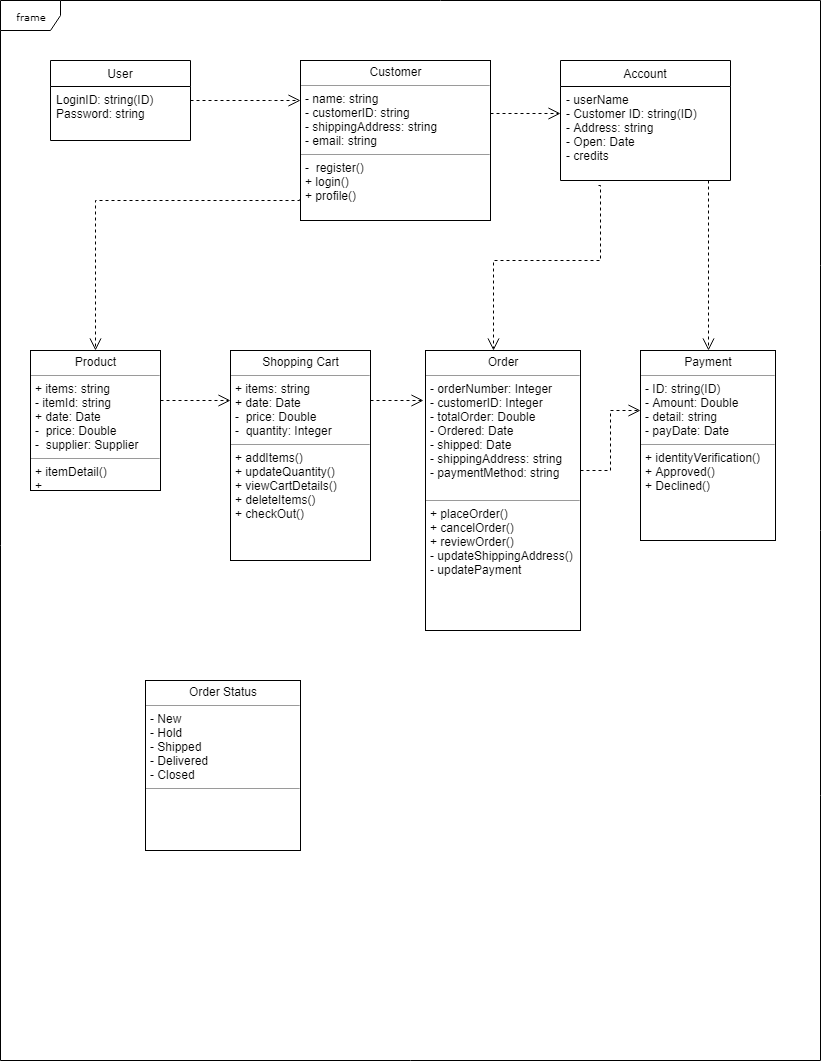 frame
User
LoginID: string(ID)
Password: string
Customer
- name: string
- customerID: string
- shippingAddress: string
- email: string
- register()
+ login()
+ profile()
Account
- userName
- Customer ID: string(ID)
- Address: string
- Open: Date
- credits
Product
+ items: string
- itemId: string
+ date: Date
- price: Double
- supplier: Supplier
+ itemDetail()
+
Shopping Cart
+ items: string
+ date: Date
- price: Double
- quantity: Integer
+ addItems()
+ updateQuantity()
+ viewCartDetails()
+ deleteItems()
+ checkOut()
Order
- orderNumber: Integer
- customerID: Integer
- totalOrder: Double
- Ordered: Date
- shipped: Date
- shippingAddress: string
- paymentMethod: string
+ placeOrder()
+ cancelOrder()
+ reviewOrder()
- updateShippingAddress()
- updatePayment
Payment
- ID: string(ID)
- Amount: Double
- detail: string
- payDate: Date
+ identityVerification()
+ Approved()
+ Declined()
Order Status
- New
- Hold
- Shipped
- Delivered
- Closed